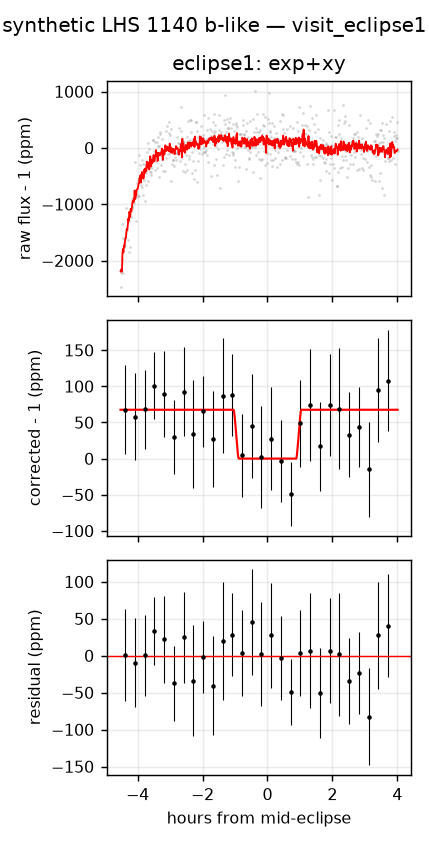 synthetic LHS 1140 b-like — visit_eclipse1
eclipse1: exp+xy
raw flux - 1 (ppm)
1000
0
−1000
−2000
corrected - 1 (ppm)
150
100
50
0
−50
−100
residual (ppm)
100
50
0
−50
−100
−150
−4 −2 0 2 4
hours from mid-eclipse